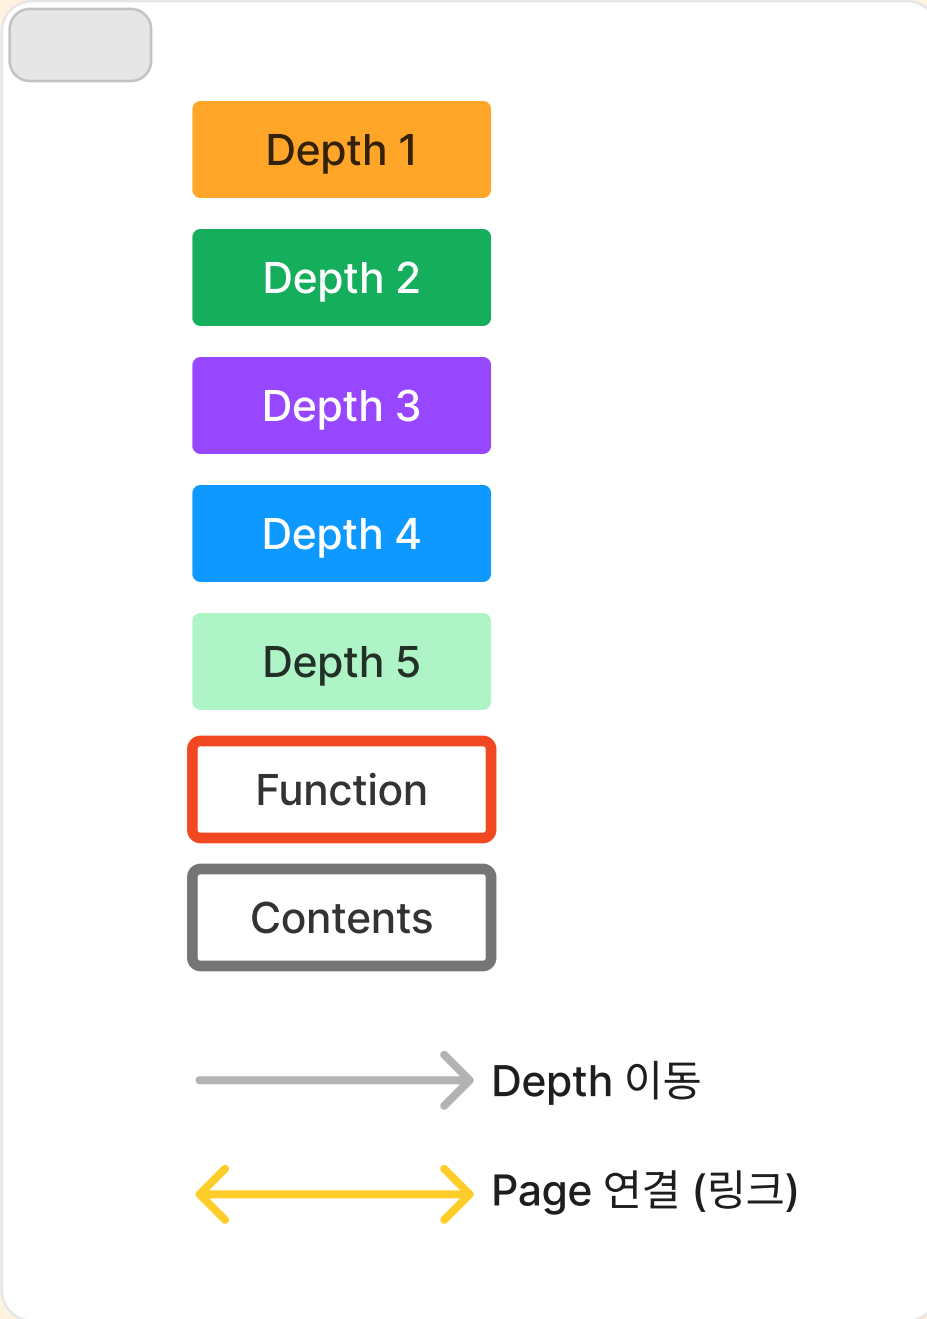 Depth 1
Depth 2
Depth 3
Depth 4
Depth 5
Function
Contents
Depth 이동
Page 연결 (링크)